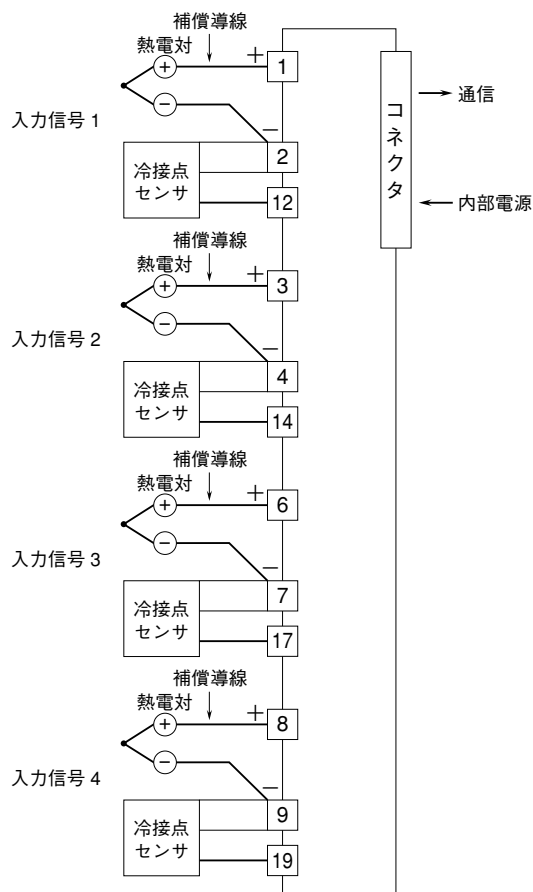 補償導線
熱電対
+
+
1
−
入力信号 1
−
2
冷接点
センサ
12
補償導線
熱電対
+
+
3
−
入力信号 2
−
4
冷接点
センサ
14
補償導線
熱電対
+
+
6
−
入力信号 3
−
7
冷接点
センサ
17
補償導線
熱電対
+
+
8
−
入力信号 4
−
9
冷接点
センサ
19
コネクタ
通信
内部電源